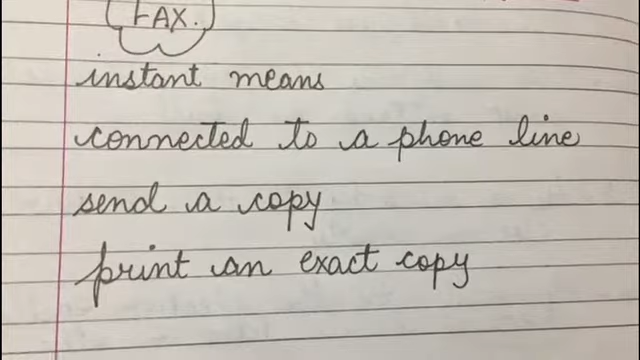 FAX.
instant means
connected to a phone line
send a copy
print an exact copy